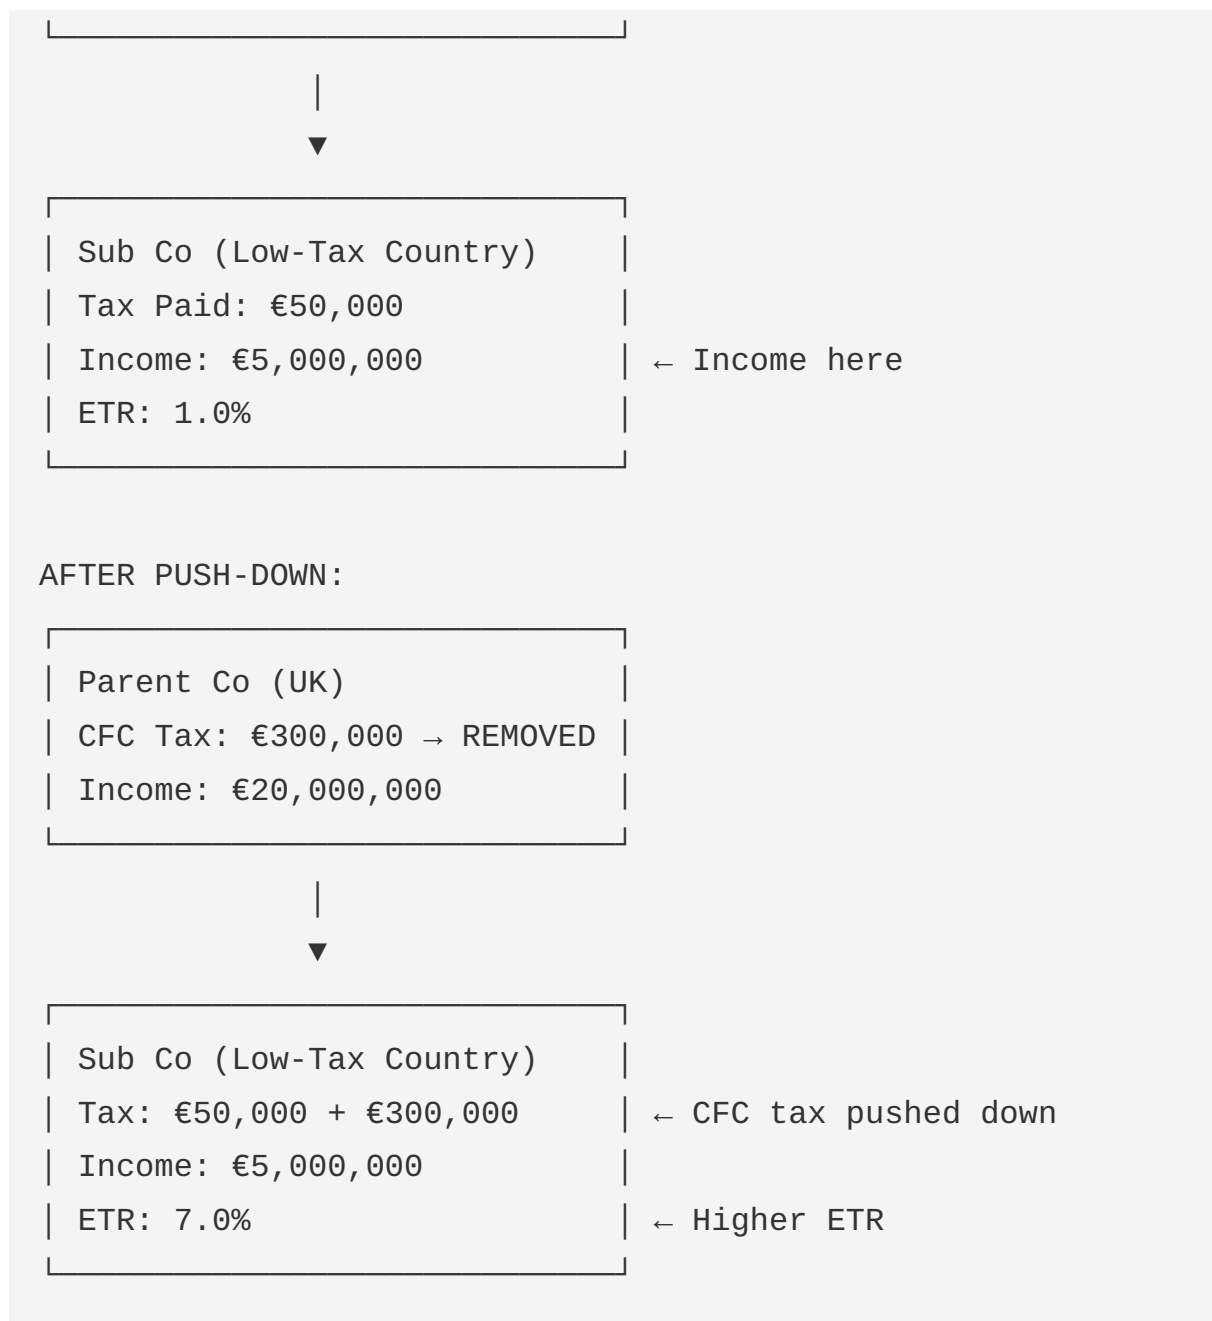 └──────────────────────────────┘
│
▼
┌──────────────────────────────┐
│ Sub Co (Low-Tax Country) │
│ Tax Paid: €50,000 │
│ Income: €5,000,000 │ ← Income here
│ ETR: 1.0% │
└──────────────────────────────┘
AFTER PUSH-DOWN:
┌──────────────────────────────┐
│ Parent Co (UK) │
│ CFC Tax: €300,000 → REMOVED │
│ Income: €20,000,000 │
└──────────────────────────────┘
│
▼
┌──────────────────────────────┐
│ Sub Co (Low-Tax Country) │
│ Tax: €50,000 + €300,000 │ ← CFC tax pushed down
│ Income: €5,000,000 │
│ ETR: 7.0% │ ← Higher ETR
└──────────────────────────────┘